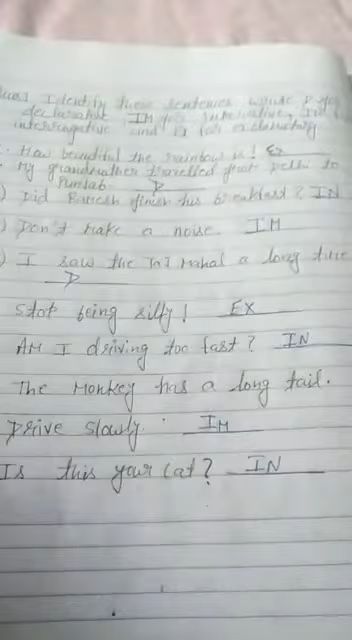 Identify these sentences write D for
declarative, IM for Imperative, IN
interrogative and E for exclamatory
How beautiful the rainbow is! Ex
My grandfather travelled from Delhi to
Punjab. D
) Did Ramesh finish his breakfast? IN
) Don't make a noise. IM
) I saw the Taj Mahal a long time
D
Stop being silly! EX
AM I driving too fast? IN
The Monkey has a long tail.
Drive slowly. IM
Is this your cat? IN